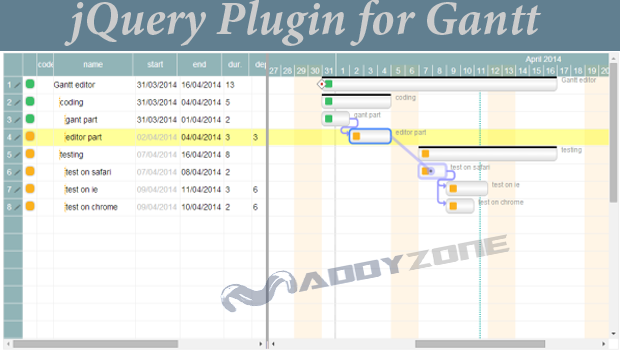 jQuery Plugin for Gantt
code name start end dur. dep
April 2014
27 28 29 30 31 1 2 3 4 5 6 7 8 9 10 11 12 13 14 15 16 17 18 19 20
1 Gantt editor 31/03/2014 16/04/2014 13 Gantt editor
2 coding 31/03/2014 04/04/2014 5 coding
3 gant part 31/03/2014 01/04/2014 2 gant part
4 editor part 02/04/2014 04/04/2014 3 3 editor part
5 testing 07/04/2014 16/04/2014 8 testing
6 test on safari 07/04/2014 08/04/2014 2 test on safari
7 test on ie 09/04/2014 11/04/2014 3 6 test on ie
8 test on chrome 09/04/2014 10/04/2014 2 6 test on chrome
MADDYZONE